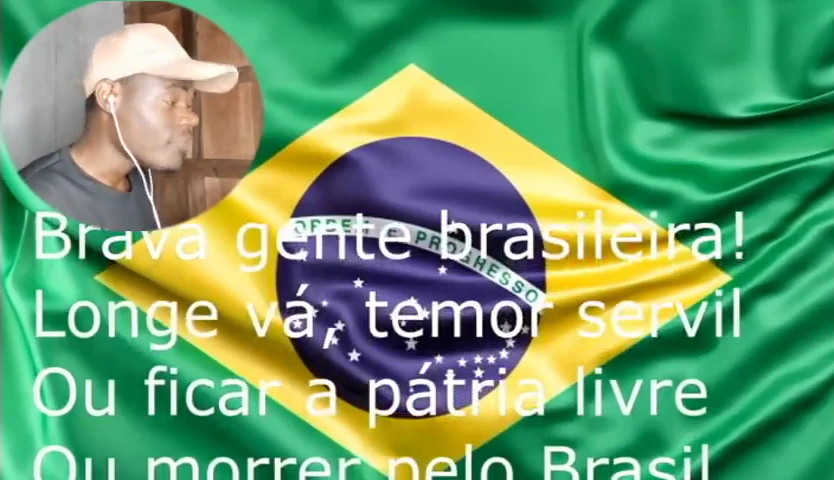 ORDEM E PROGRESSO
Brava gente brasileira!
Longe vá, temor servil
Ou ficar a pátria livre
Ou morrer pelo Brasil